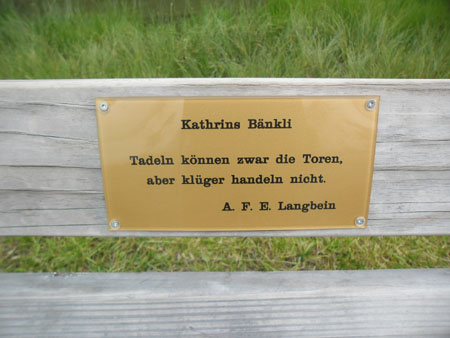 Kathrins Bänkli
Tadeln können zwar die Toren,
aber klüger handeln nicht.
A. F. E. Langbein